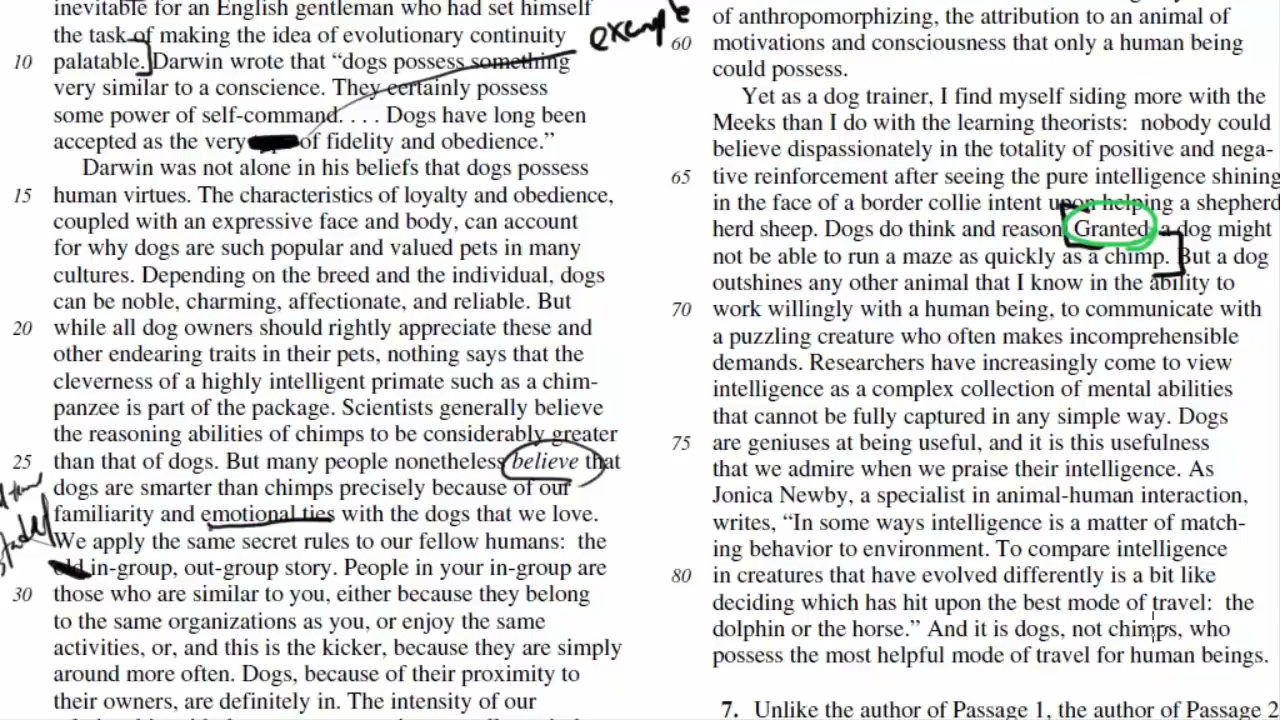 inevitable for an English gentleman who had set himself
the task of making the idea of evolutionary continuity
10 palatable. Darwin wrote that “dogs possess something
very similar to a conscience. They certainly possess
some power of self-command. . . . Dogs have long been
accepted as the very of fidelity and obedience.”
Darwin was not alone in his beliefs that dogs possess
15 human virtues. The characteristics of loyalty and obedience,
coupled with an expressive face and body, can account
for why dogs are such popular and valued pets in many
cultures. Depending on the breed and the individual, dogs
can be noble, charming, affectionate, and reliable. But
20 while all dog owners should rightly appreciate these and
other endearing traits in their pets, nothing says that the
cleverness of a highly intelligent primate such as a chim-
panzee is part of the package. Scientists generally believe
the reasoning abilities of chimps to be considerably greater
25 than that of dogs. But many people nonetheless believe that
dogs are smarter than chimps precisely because of our
familiarity and emotional ties with the dogs that we love.
We apply the same secret rules to our fellow humans: the
old in-group, out-group story. People in your in-group are
30 those who are similar to you, either because they belong
to the same organizations as you, or enjoy the same
activities, or, and this is the kicker, because they are simply
around more often. Dogs, because of their proximity to
their owners, are definitely in. The intensity of our
example
of anthropomorphizing, the attribution to an animal of
60 motivations and consciousness that only a human being
could possess.
Yet as a dog trainer, I find myself siding more with the
Meeks than I do with the learning theorists: nobody could
believe dispassionately in the totality of positive and nega-
65 tive reinforcement after seeing the pure intelligence shining
in the face of a border collie intent upon helping a shepherd
herd sheep. Dogs do think and reason. Granted, a dog might
not be able to run a maze as quickly as a chimp. But a dog
outshines any other animal that I know in the ability to
70 work willingly with a human being, to communicate with
a puzzling creature who often makes incomprehensible
demands. Researchers have increasingly come to view
intelligence as a complex collection of mental abilities
that cannot be fully captured in any simple way. Dogs
75 are geniuses at being useful, and it is this usefulness
that we admire when we praise their intelligence. As
Jonica Newby, a specialist in animal-human interaction,
writes, “In some ways intelligence is a matter of match-
ing behavior to environment. To compare intelligence
80 in creatures that have evolved differently is a bit like
deciding which has hit upon the best mode of travel: the
dolphin or the horse.” And it is dogs, not chimps, who
possess the most helpful mode of travel for human beings.
7. Unlike the author of Passage 1, the author of Passage 2